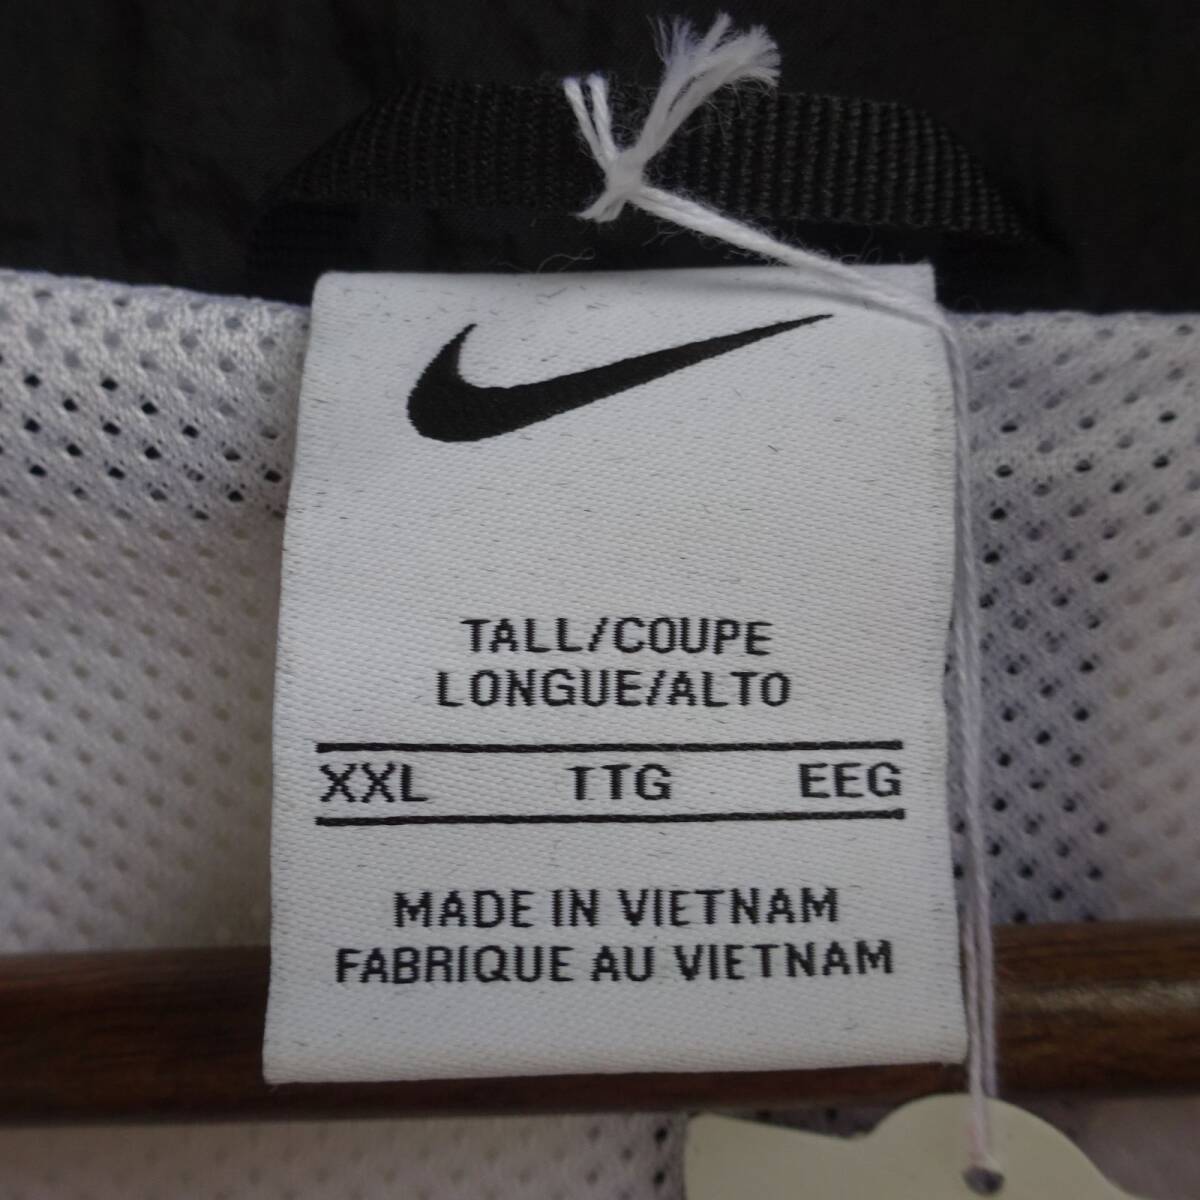 TALL/COUPE
LONGUE/ALTO
XXL TTG EEG
MADE IN VIETNAM
FABRIQUE AU VIETNAM